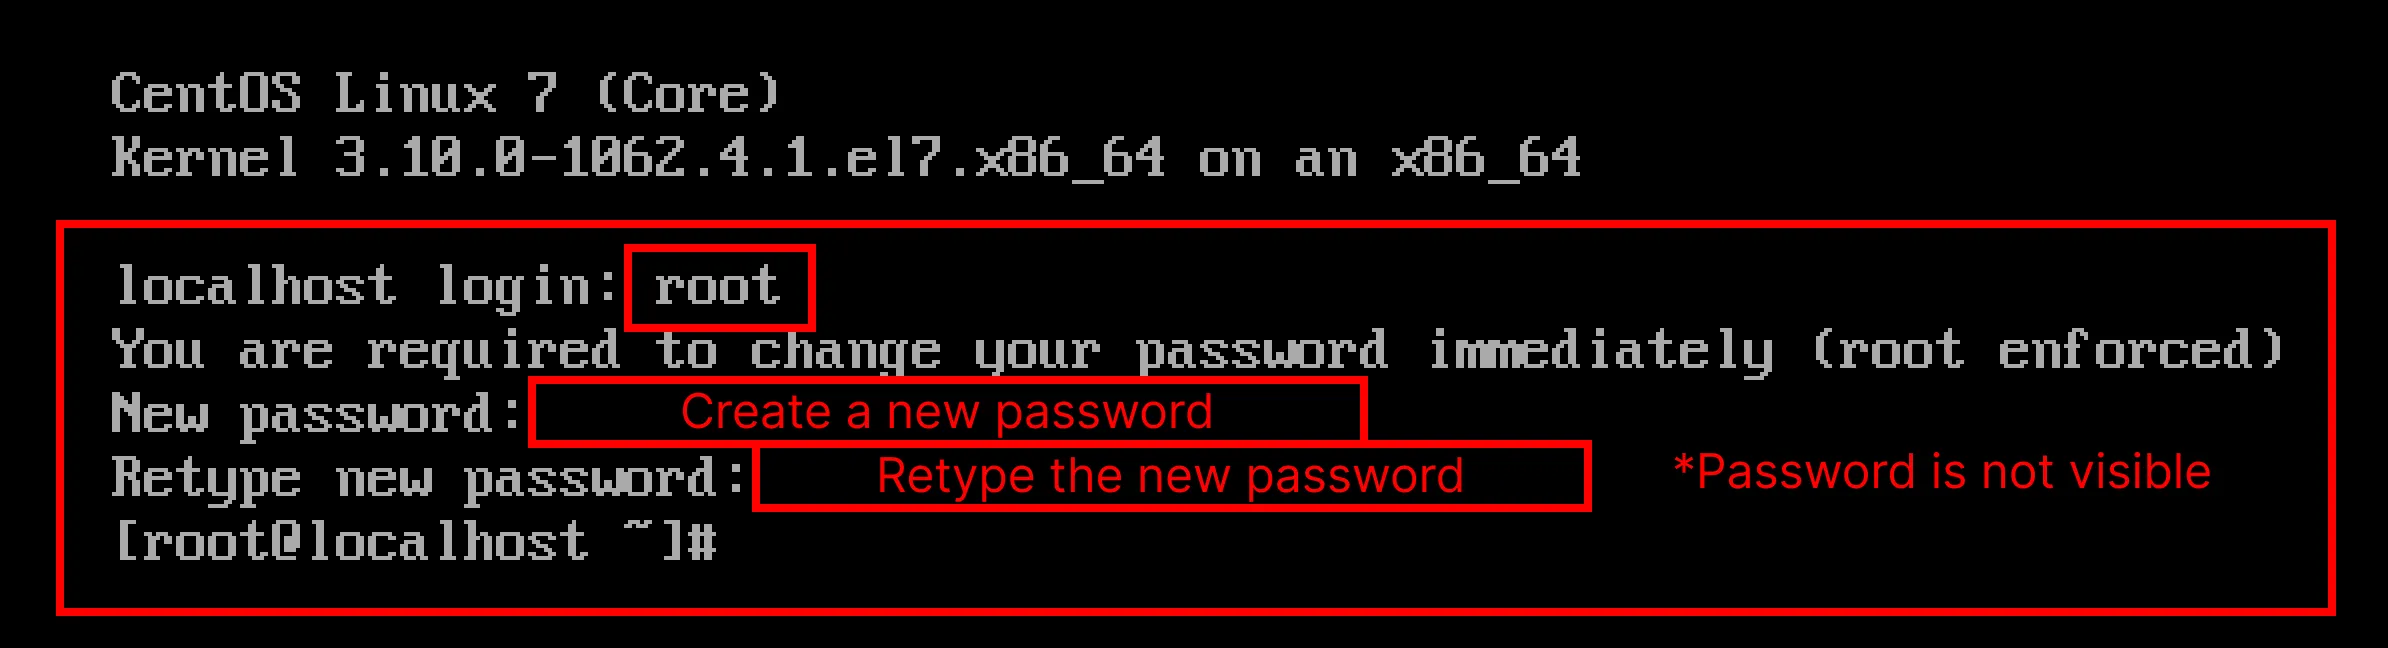 CentOS Linux 7 (Core)
Kernel 3.10.0-1062.4.1.el7.x86_64 on an x86_64
localhost login: root
You are required to change your password immediately (root enforced)
New password: Create a new password
Retype new password: Retype the new password *Password is not visible
[root@localhost ~]#